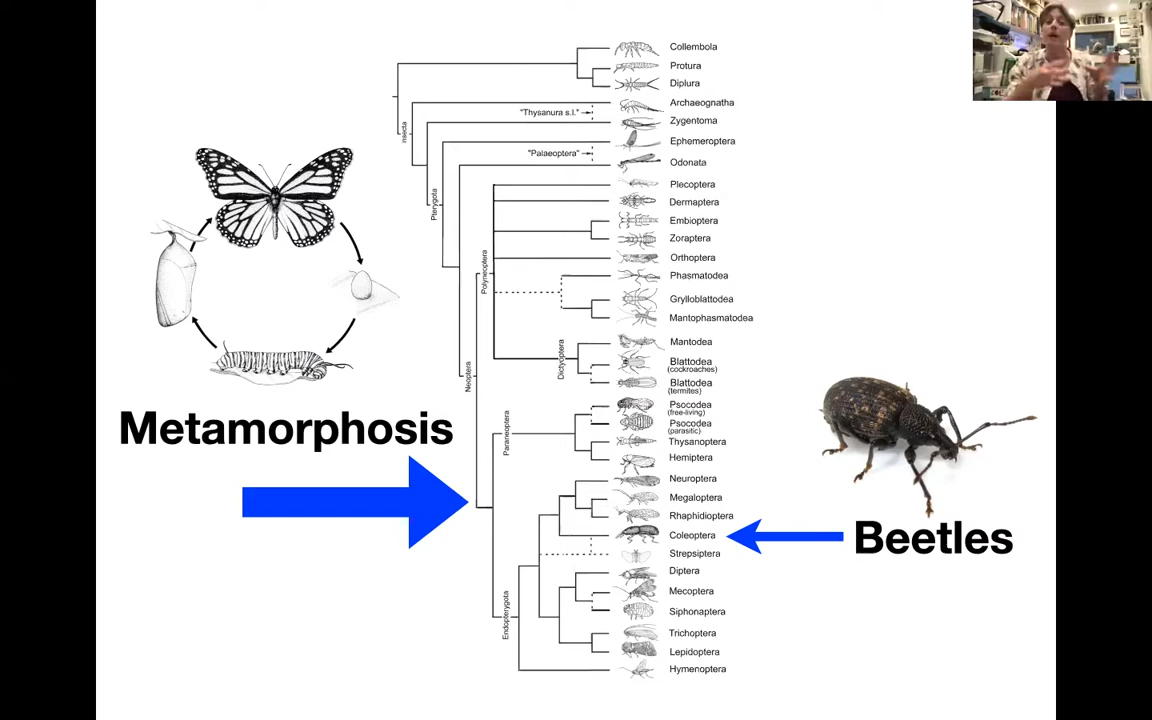 Collembola
Protura
Diplura
Archaeognatha
"Thysanura s.l."
Zygentoma
Insecta
Ephemeroptera
"Palaeoptera"
Odonata
Pterygota
Plecoptera
Dermaptera
Embioptera
Zoraptera
Polyneoptera
Orthoptera
Phasmatodea
Grylloblattodea
Mantophasmatodea
Neoptera
Mantodea
Dictyoptera
Blattodea
(cockroaches)
Blattodea
(termites)
Metamorphosis
Paraneoptera
Psocodea
(free-living)
Psocodea
(parasitic)
Thysanoptera
Hemiptera
Neuroptera
Megaloptera
Rhaphidioptera
Coleoptera
Beetles
Strepsiptera
Endopterygota
Diptera
Mecoptera
Siphonaptera
Trichoptera
Lepidoptera
Hymenoptera